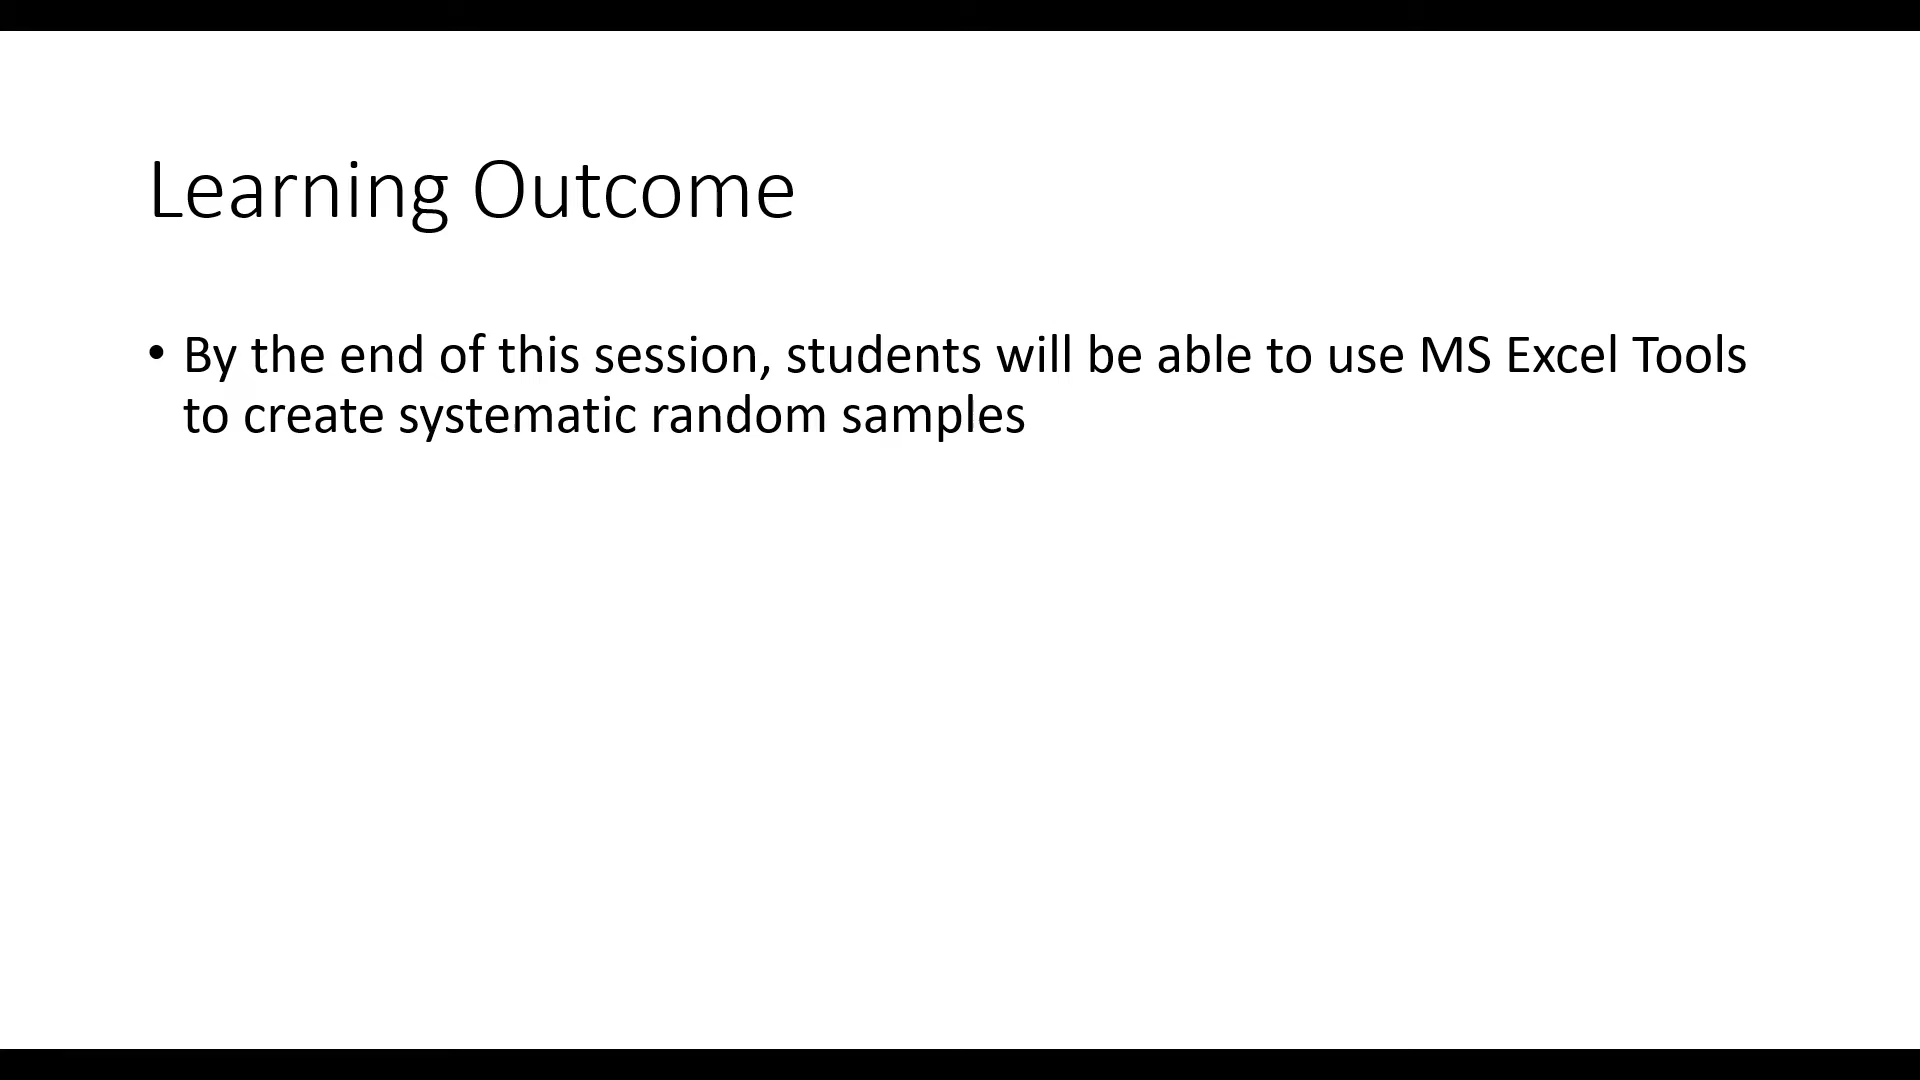 Learning Outcome
• By the end of this session, students will be able to use MS Excel Tools
to create systematic random samples